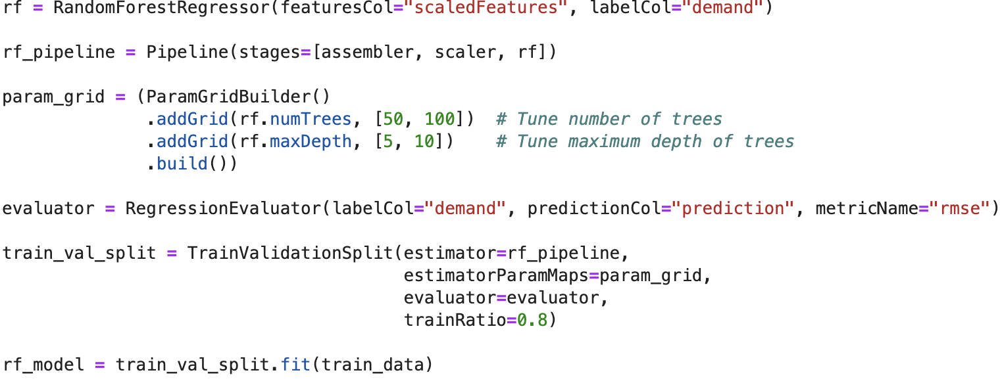 rf = RandomForestRegressor(featuresCol="scaledFeatures", labelCol="demand")
rf_pipeline = Pipeline(stages=[assembler, scaler, rf])
param_grid = (ParamGridBuilder()
              .addGrid(rf.numTrees, [50, 100])  # Tune number of trees
              .addGrid(rf.maxDepth, [5, 10])    # Tune maximum depth of trees
              .build())
evaluator = RegressionEvaluator(labelCol="demand", predictionCol="prediction", metricName="rmse")
train_val_split = TrainValidationSplit(estimator=rf_pipeline,
                                       estimatorParamMaps=param_grid,
                                       evaluator=evaluator,
                                       trainRatio=0.8)
rf_model = train_val_split.fit(train_data)